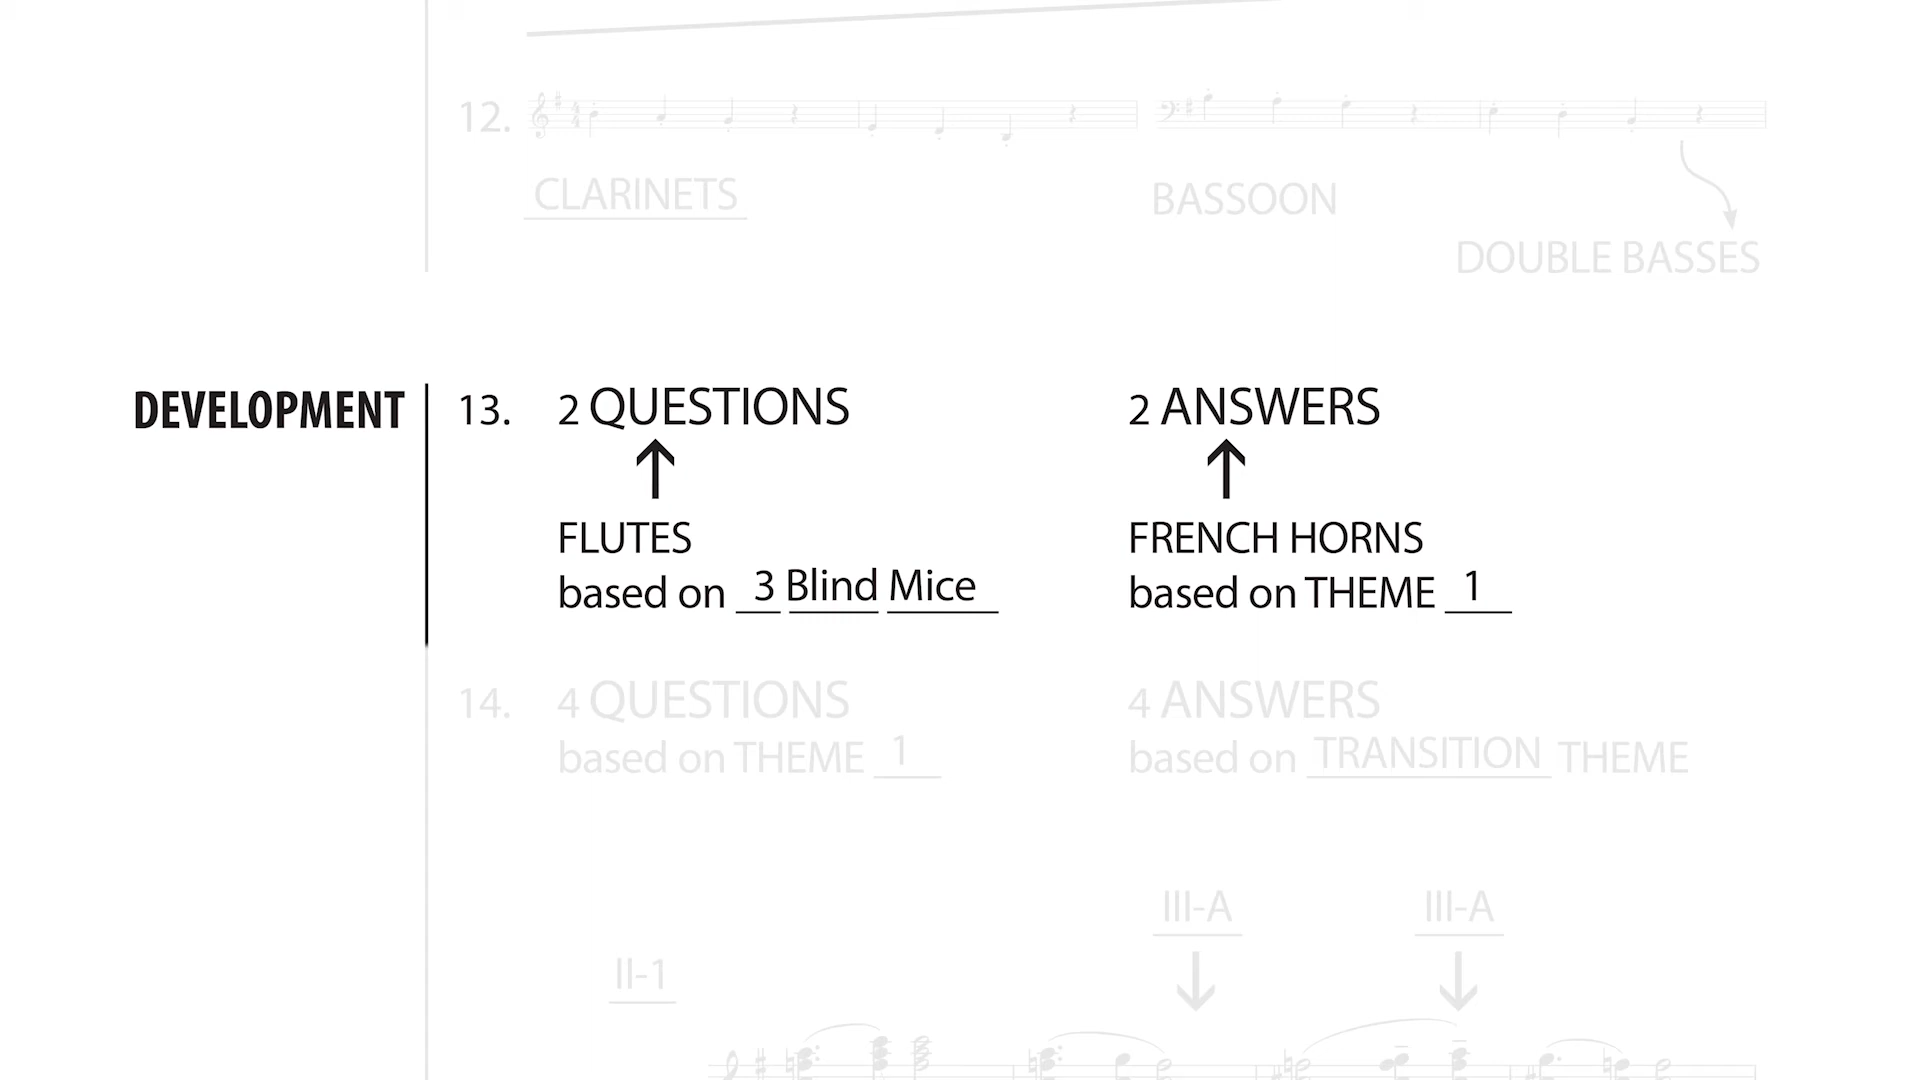 12.
CLARINETS
BASSOON
DOUBLE BASSES
DEVELOPMENT
13. 2 QUESTIONS 2 ANSWERS
FLUTES FRENCH HORNS
based on 3 Blind Mice based on THEME 1
14. 4 QUESTIONS 4 ANSWERS
based on THEME 1 based on TRANSITION THEME
III-A III-A
II-1